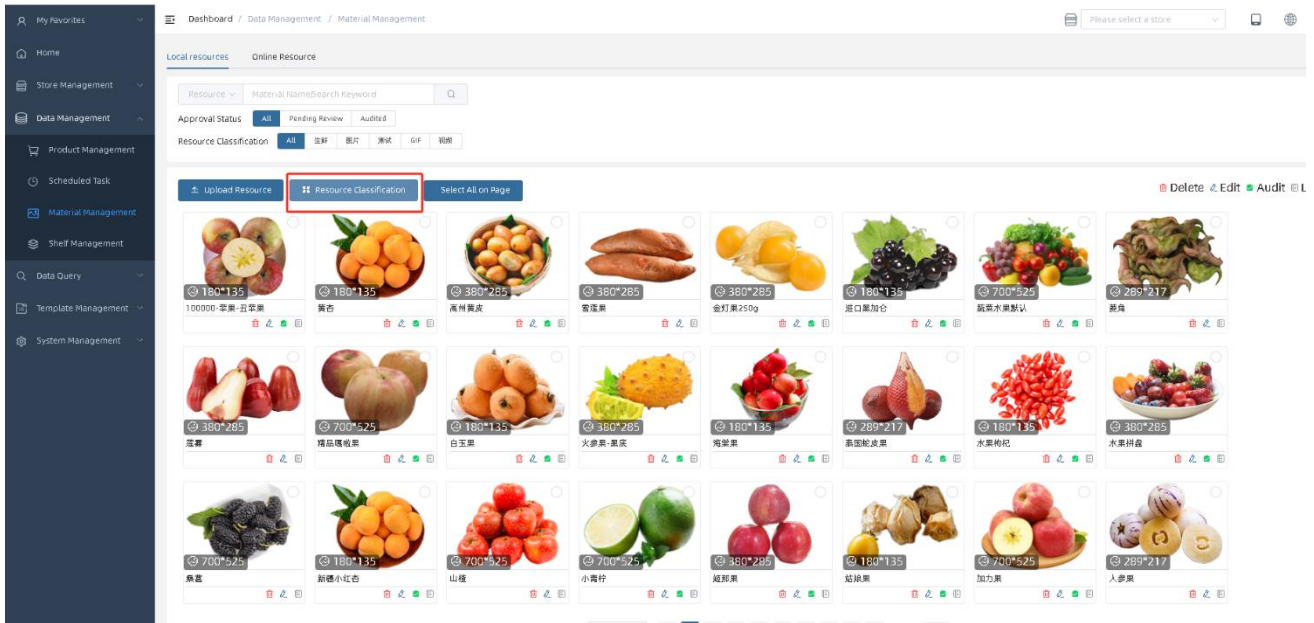 My Favorites
Dashboard / Data Management / Material Management
Please select a store
Home
Local resources Online Resource
Store Management
Resource Material Name/Search Keyword
Data Management
Approval Status All Pending Review Audited
Resource Classification All 生鲜 图片 测试 GIF 视频
Product Management
Scheduled Task
Upload Resource Resource Classification Select All on Page
Delete Edit Audit L
Material Management
Shelf Management
Data Query
Template Management
System Management
180*135 180*135 380*285 380*285 380*285 180*135 700*525 289*217
100000-苹果-丑苹果 黄杏 高州黄皮 雪莲果 金灯果250g 进口黑加仑 蔬菜水果默认 菱角
380*285 700*525 180*135 380*285 180*135 289*217 180*135 380*285
莲雾 精品嘎啦果 白玉果 火参果-果床 海棠果 泰国蛇皮果 水果枸杞 水果拼盘
700*525 180*135 700*525 700*525 380*285 180*135 700*525 289*217
桑葚 新疆小红杏 山楂 小青柠 姬那果 姑娘果 加力果 人参果